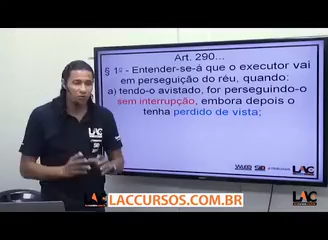 Art. 290...
§ 1º - Entender-se-á que o executor vai
em perseguição do réu, quando:
a) tendo-o avistado, for perseguindo-o
sem interrupção, embora depois o
tenha perdido de vista;
LAC
LAC
LACCURSOS.COM.BR